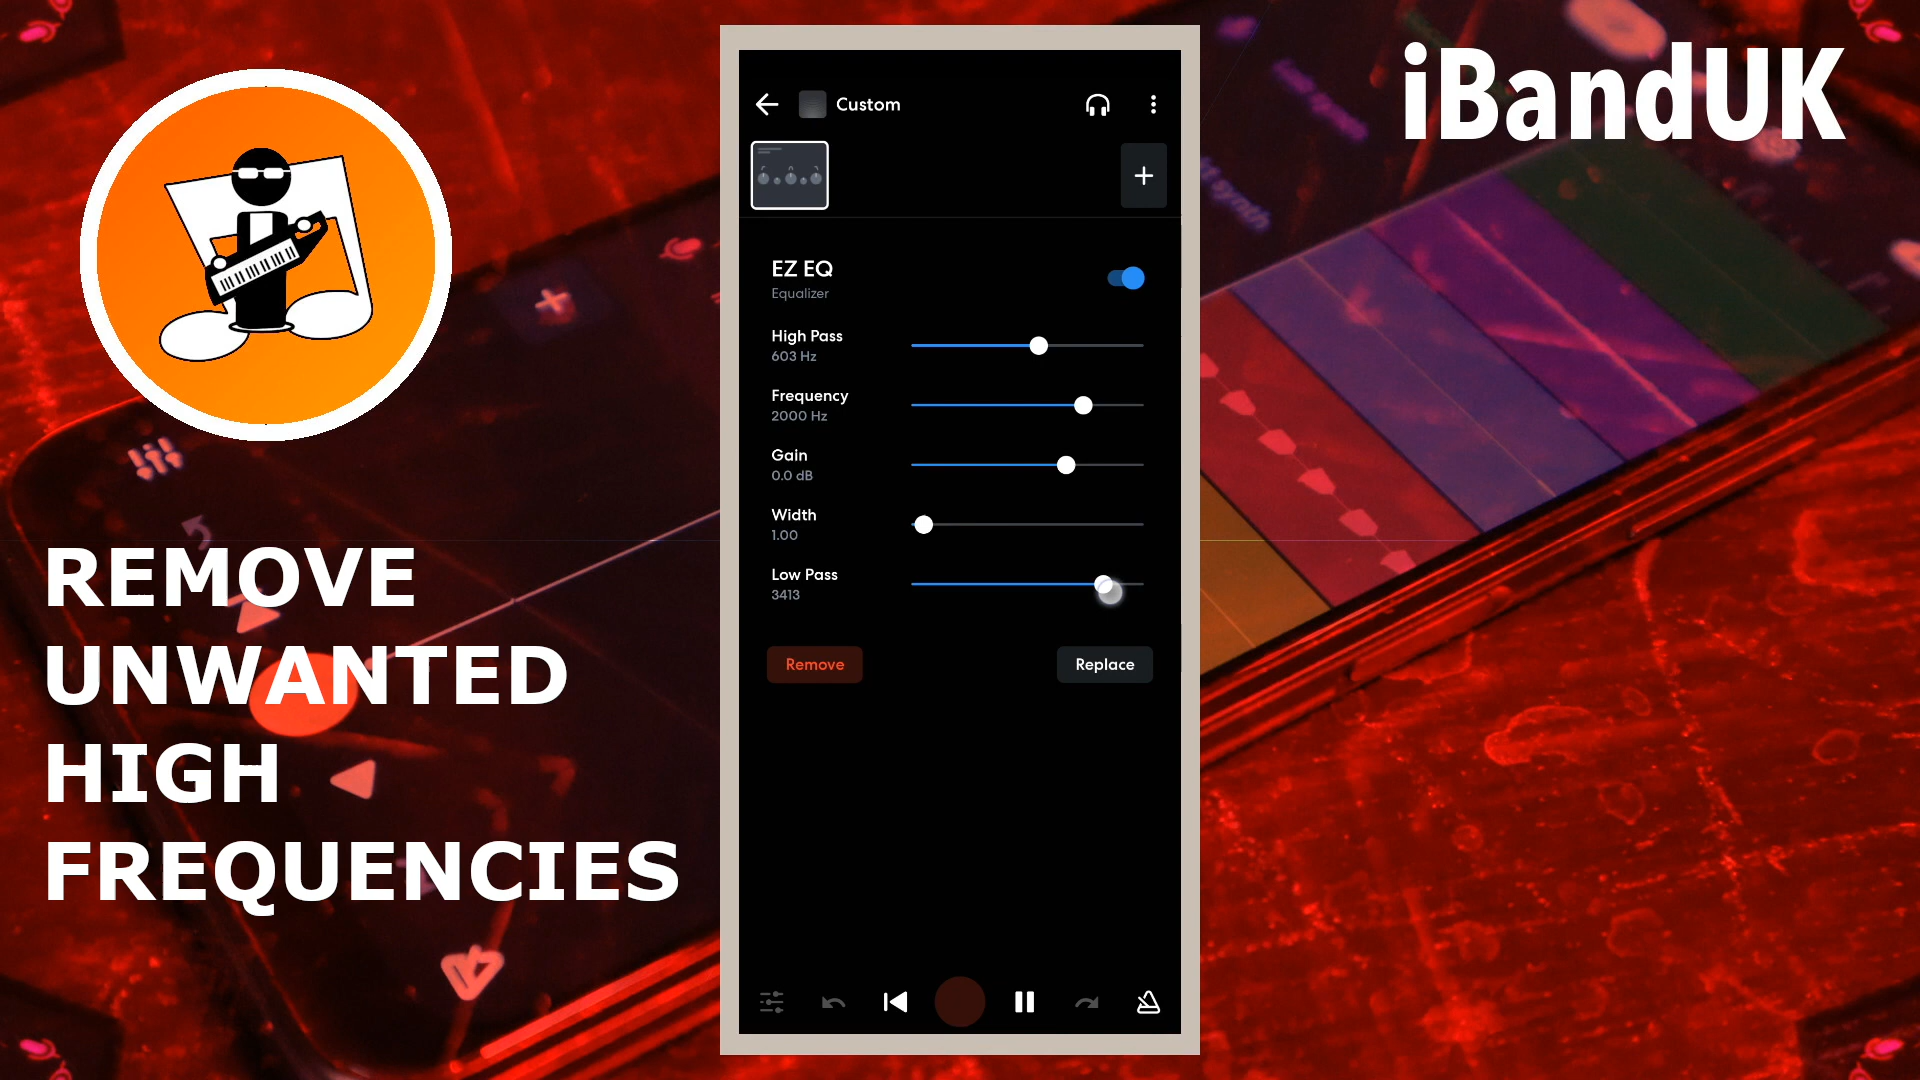 iBandUK
Custom
EZ EQ
Equalizer
High Pass
603 Hz
Frequency
2000 Hz
Gain
0.0 dB
Width
1.00
Low Pass
3413
Remove
Replace
REMOVE
UNWANTED
HIGH
FREQUENCIES